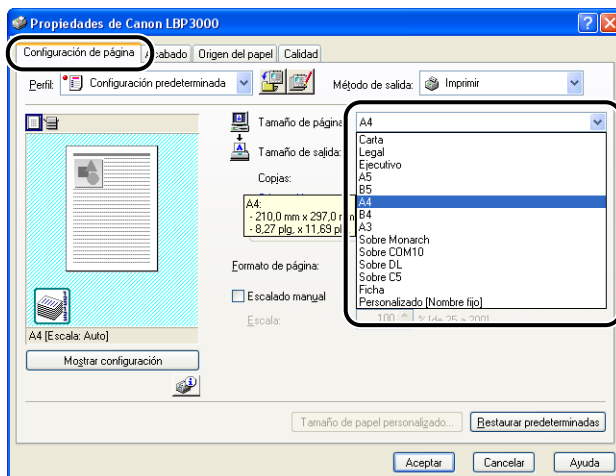 Propiedades de Canon LBP3000
Configuración de página
Acabado
Origen del papel
Calidad
Perfil:
Configuración predeterminada
Método de salida:
Imprimir
Tamaño de página
A4
Tamaño de salida:
Copias:
Carta
Legal
Ejecutivo
A5
B5
A4
B4
A3
Sobre Monarch
Sobre COM10
Sobre DL
Sobre C5
Ficha
Personalizado [Nombre fijo]
A4:
- 210,0 mm x 297,0 m
- 8,27 plg, x 11,69 pl
Formato de página:
Escalado manual
Escala:
100
% [de 25 a 200]
A4 [Escala: Auto]
Mostrar configuración
Tamaño de papel personalizado...
Restaurar predeterminadas
Aceptar
Cancelar
Ayuda